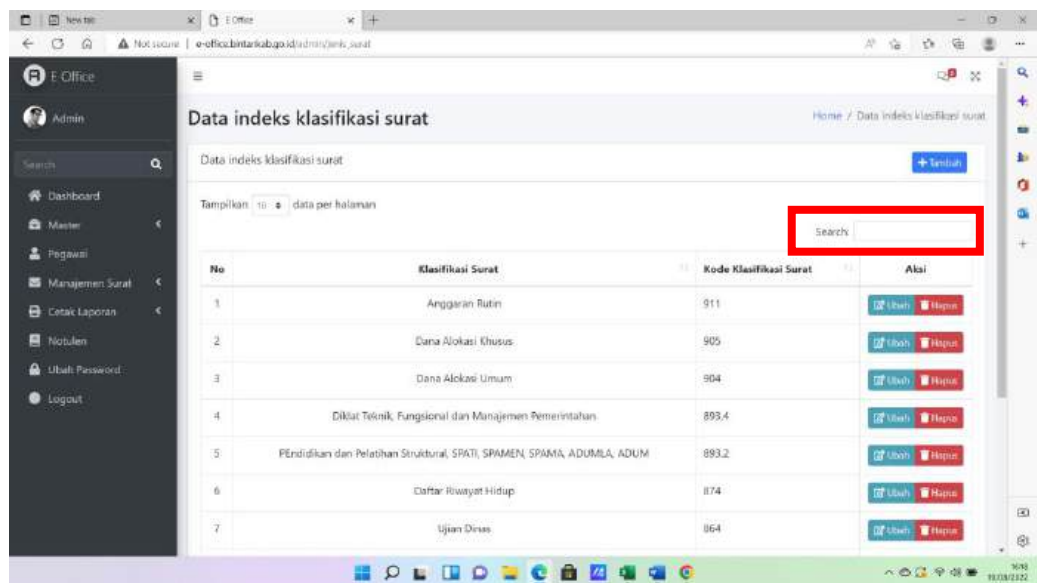 New tab
E Office
Not secure
e-office.bintankab.go.id/admin/jenis_surat
E-Office
Admin
Data indeks klasifikasi surat
Home / Data indeks klasifikasi surat
Search
Data indeks klasifikasi surat
+ Tambah
Dashboard
Tampilkan 10 data per halaman
Master
Search:
Pegawai
No Klasifikasi Surat Kode Klasifikasi Surat Aksi
Manajemen Surat
1 Anggaran Rutin 911 Ubah Hapus
Cetak Laporan
Notulen
2 Dana Alokasi Khusus 905 Ubah Hapus
Ubah Password
3 Dana Alokasi Umum 904 Ubah Hapus
Logout
4 Diklat Teknik, Fungsional dan Manajemen Pemerintahan 893.4 Ubah Hapus
5 PEndidikan dan Pelatihan Struktural, SPATI, SPAMEN, SPAMA, ADUMLA, ADUM 893.2 Ubah Hapus
6 Daftar Riwayat Hidup 874 Ubah Hapus
7 Ujian Dinas 864 Ubah Hapus